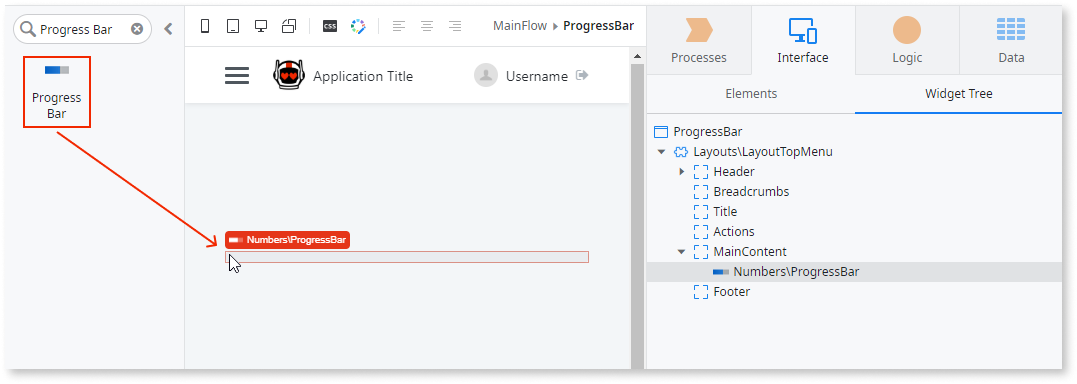 Progress Bar
Progress
Bar
css
MainFlow ProgressBar
Application Title
Username
Numbers\ProgressBar
Processes
Interface
Logic
Data
Elements
Widget Tree
ProgressBar
Layouts\LayoutTopMenu
Header
Breadcrumbs
Title
Actions
MainContent
Numbers\ProgressBar
Footer